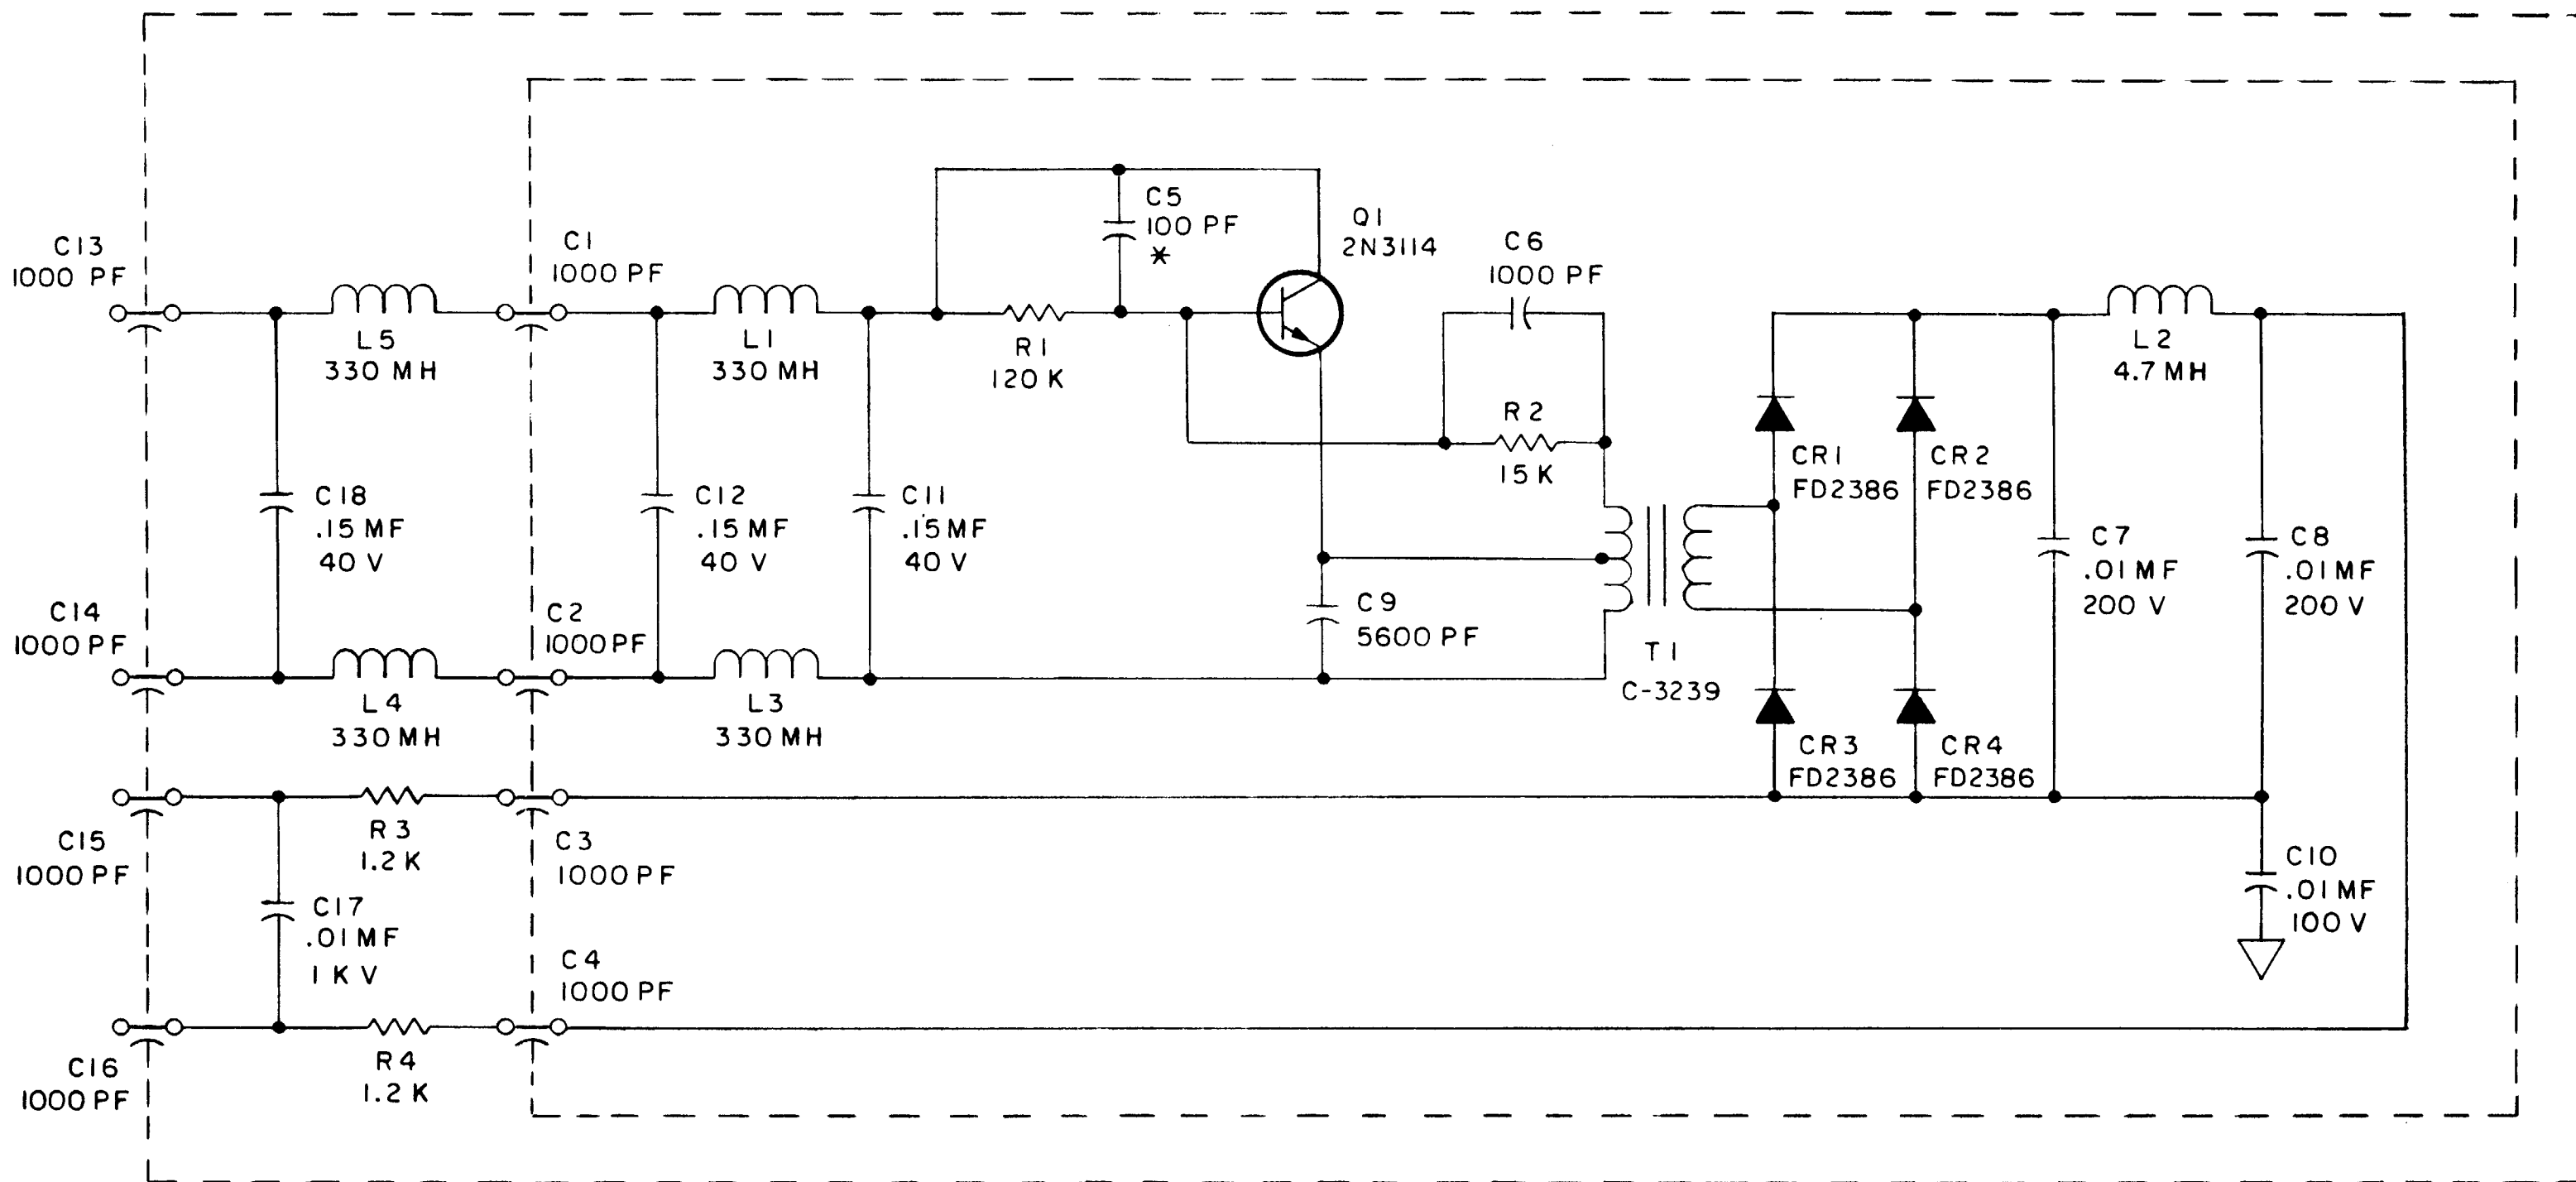 C13
1000 PF
L5
330 MH
C1
1000 PF
L1
330 MH
C5
100 PF
*
R1
120 K
Q1
2N3114
C6
1000 PF
R2
15 K
L2
4.7 MH
CR1
FD2386
CR2
FD2386
C18
.15 MF
40 V
C12
.15 MF
40 V
C11
.15 MF
40 V
C7
.01 MF
200 V
C8
.01 MF
200 V
C14
1000 PF
C2
1000 PF
C9
5600 PF
T1
C-3239
L4
330 MH
L3
330 MH
CR3
FD2386
CR4
FD2386
C15
1000 PF
R3
1.2 K
C3
1000 PF
C10
.01 MF
100 V
C17
.01 MF
1 KV
C4
1000 PF
C16
1000 PF
R4
1.2 K